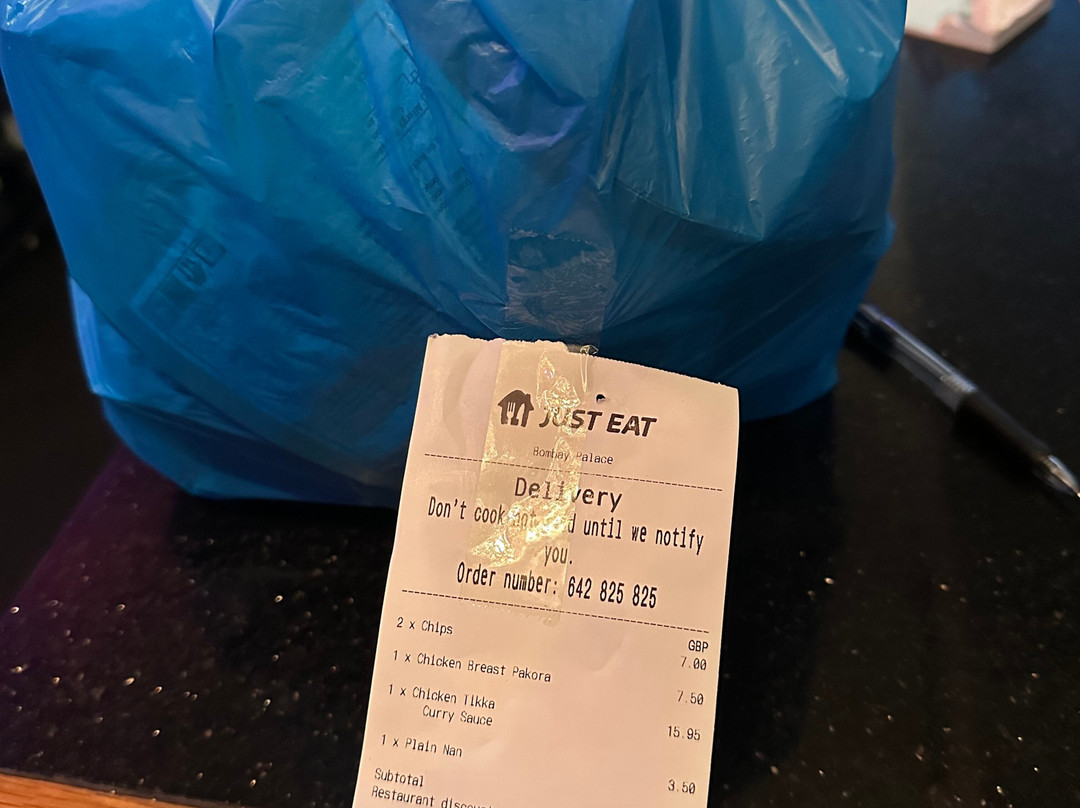 JUST EAT
Bombay Palace
Delivery
Don't cook until we notify
you.
Order number: 642 825 825
GBP
2 x Chips 7.00
1 x Chicken Breast Pakora 7.50
1 x Chicken Tikka 15.95
Curry Sauce
1 x Plain Nan 3.50
Subtotal
Restaurant